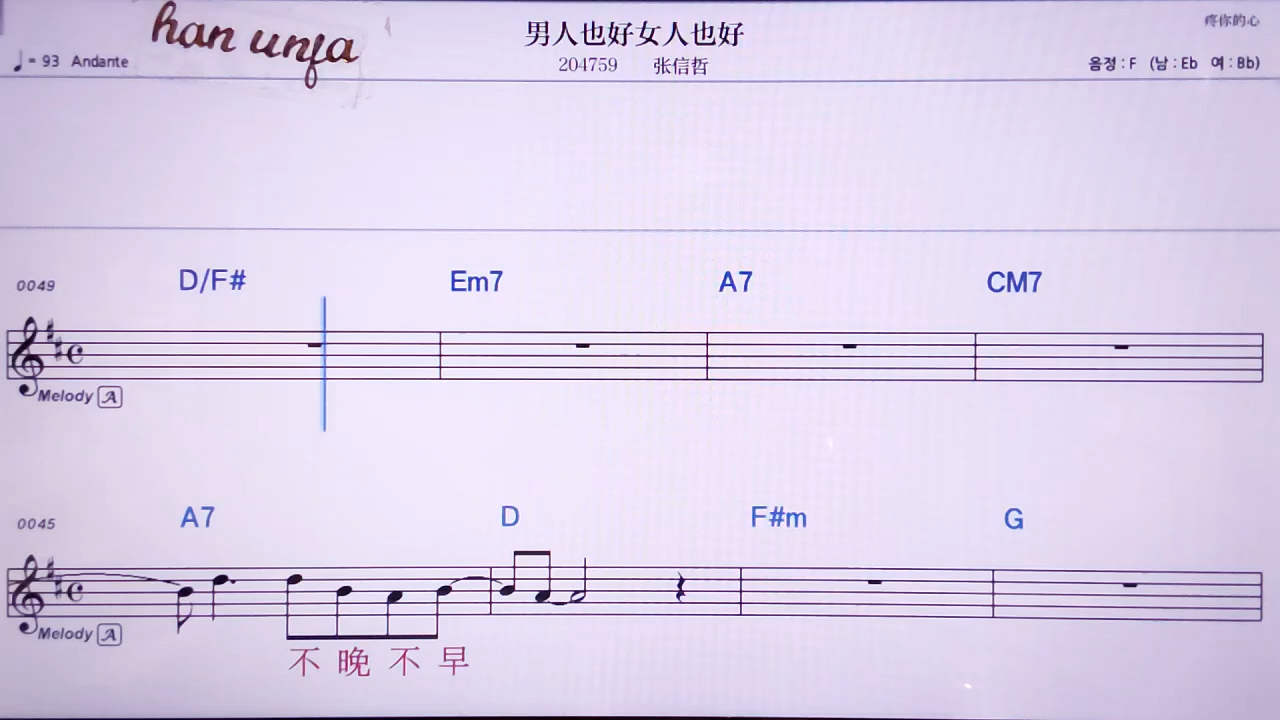 han unfa
男人也好女人也好
疼你的心
♩= 93 Andante
204759 张信哲
음정 : F (남 : Eb 여 : Bb)
0049 D/F# Em7 A7 CM7
Melody A
0045 A7 D F#m G
Melody A
不 晚 不 早